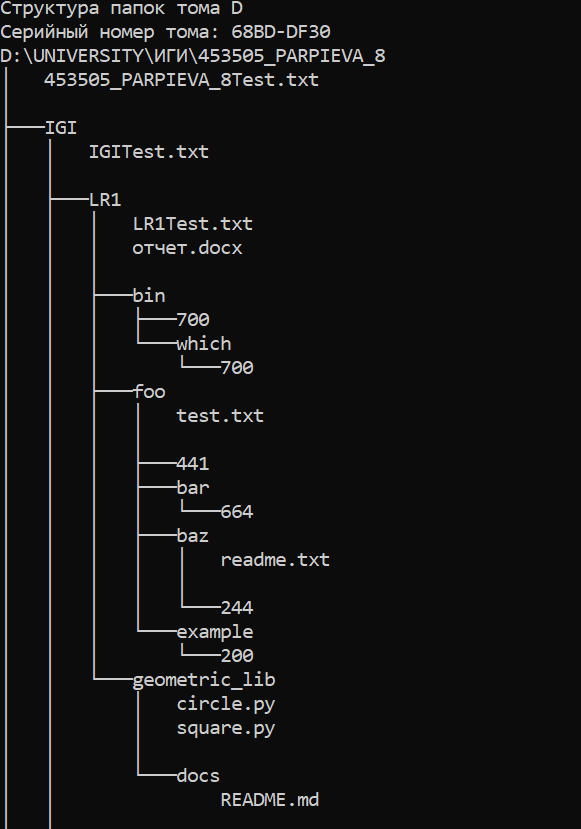 Структура папок тома D
Серийный номер тома: 68BD-DF30
D:\UNIVERSITY\ИГИ\453505_PARPIEVA_8
│   453505_PARPIEVA_8Test.txt
│
├───IGI
│   │   IGITest.txt
│   │
│   ├───LR1
│   │   │   LR1Test.txt
│   │   │   отчет.docx
│   │   │
│   │   ├───bin
│   │   │   ├───700
│   │   │   └───which
│   │   │       └───700
│   │   ├───foo
│   │   │   │   test.txt
│   │   │   │
│   │   │   ├───441
│   │   │   ├───bar
│   │   │   │   └───664
│   │   │   ├───baz
│   │   │   │   │   readme.txt
│   │   │   │   │
│   │   │   │   └───244
│   │   │   └───example
│   │   │       └───200
│   │   └───geometric_lib
│   │       │   circle.py
│   │       │   square.py
│   │       │
│   │       └───docs
│   │               README.md
│   │